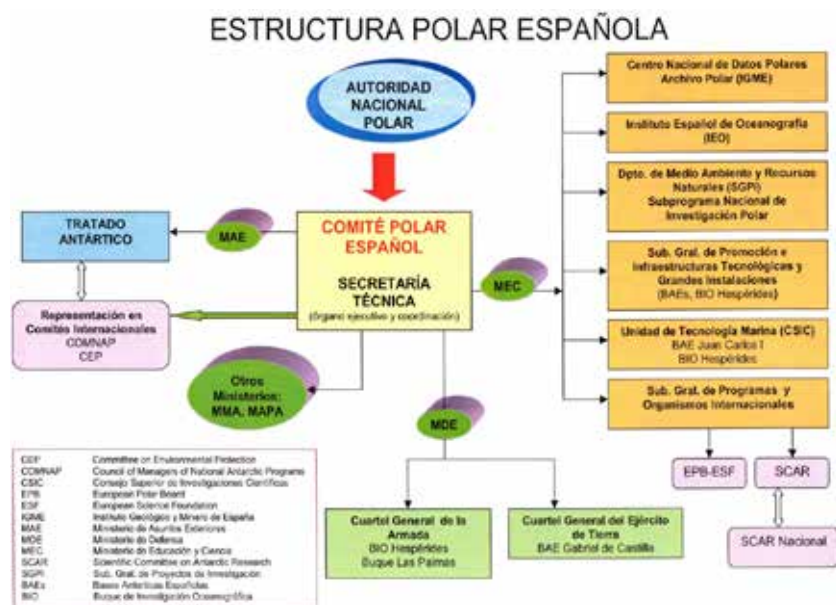 ESTRUCTURA POLAR ESPAÑOLA
AUTORIDAD
NACIONAL
POLAR
COMITÉ POLAR
ESPAÑOL
SECRETARÍA
TÉCNICA
(órgano ejecutivo y coordinación)
MAE
TRATADO
ANTÁRTICO
Representación en
Comités Internacionales
COMNAP
CEP
Otros
Ministerios:
MMA, MAPA
MEC
Centro Nacional de Datos Polares
Archivo Polar (IGME)
Instituto Español de Oceanografía
(IEO)
Dpto. de Medio Ambiente y Recursos
Naturales (SGPI)
Subprograma Nacional de
Investigación Polar
Sub. Gral. de Promoción e
Infraestructuras Tecnológicas y
Grandes Instalaciones
(BAEs, BIO Hespérides)
Unidad de Tecnología Marina (CSIC)
BAE Juan Carlos I
BIO Hespérides
Sub. Gral. de Programas y
Organismos Internacionales
EPB-ESF
SCAR
SCAR Nacional
MDE
Cuartel General de la
Armada
BIO Hespérides
Buque Las Palmas
Cuartel General del Ejército
de Tierra
BAE Gabriel de Castilla
CEP Committee on Environmental Protection
COMNAP Council of Managers of National Antarctic Programs
CSIC Consejo Superior de Investigaciones Científicas
EPB European Polar Board
ESF European Science Foundation
IGME Instituto Geológico y Minero de España
MAE Ministerio de Asuntos Exteriores
MDE Ministerio de Defensa
MEC Ministerio de Educación y Ciencia
SCAR Scientific Committee on Antarctic Research
SGPI Sub. Gral. de Proyectos de Investigación
BAEs Bases Antárticas Españolas
BIO Buque de Investigación Oceanográfica